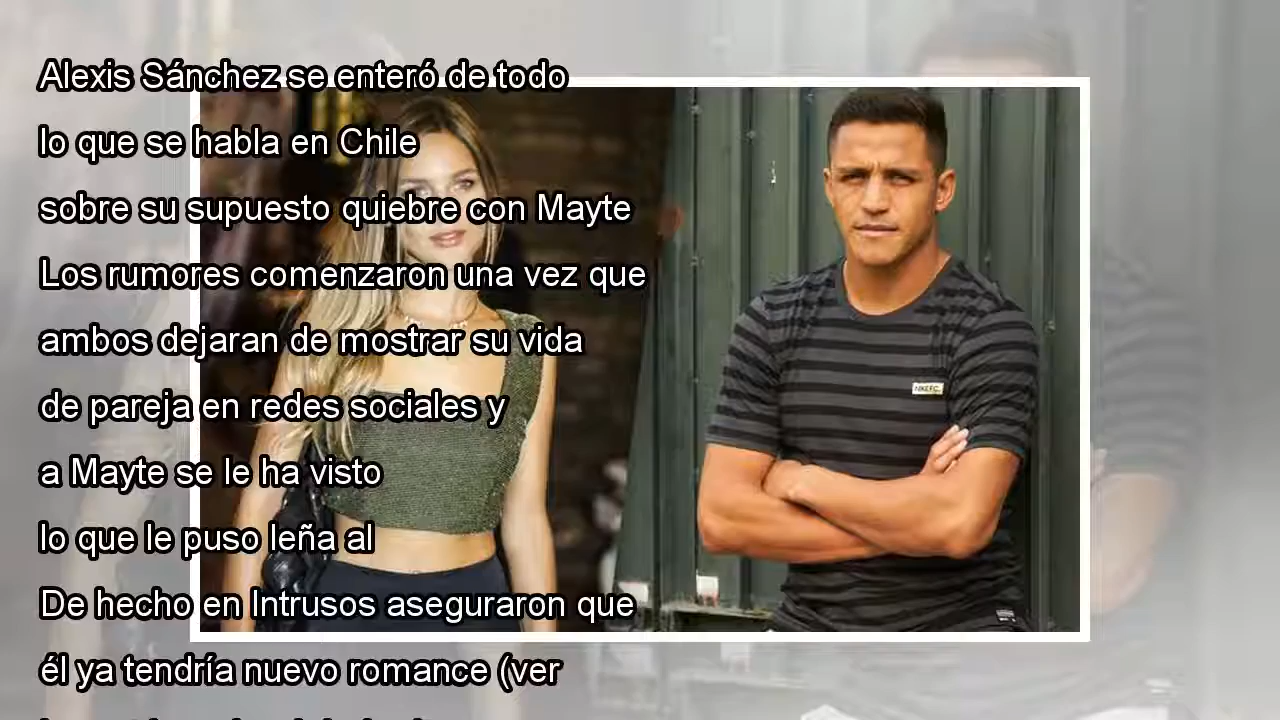 Alexis Sánchez se enteró de todo
lo que se habla en Chile
sobre su supuesto quiebre con Mayte
Los rumores comenzaron una vez que
ambos dejaran de mostrar su vida
de pareja en redes sociales y
a Mayte se le ha visto
lo que le puso leña al
De hecho en Intrusos aseguraron que
él ya tendría nuevo romance (ver